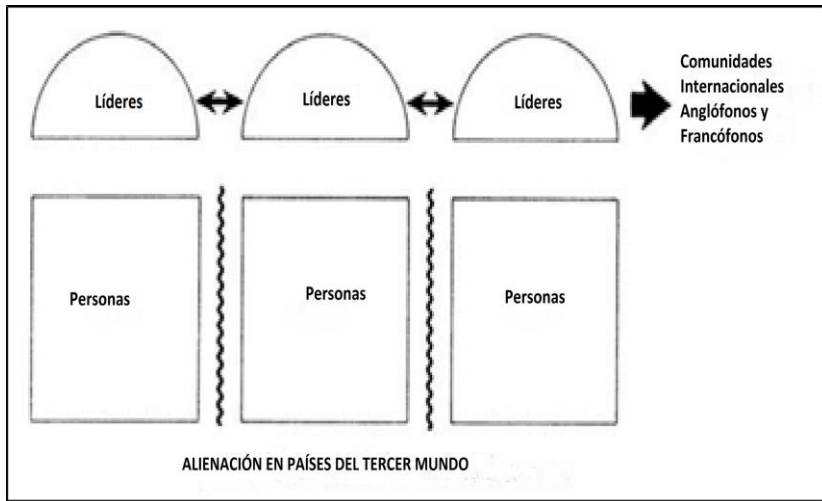 Líderes
Líderes
Líderes
Comunidades
Internacionales
Anglófonos y
Francófonos
Personas
Personas
Personas
ALIENACIÓN EN PAÍSES DEL TERCER MUNDO